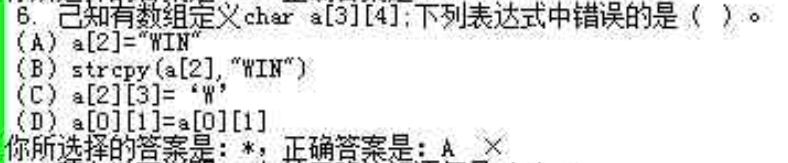 6. 己知有数组定义char a[3][4];下列表达式中错误的是( )。
(A) a[2]="WIN"
(B) strcpy(a[2],"WIN")
(C) a[2][3]= ‘W’
(D) a[0][1]=a[0][1]
你所选择的答案是: *, 正确答案是: A ×